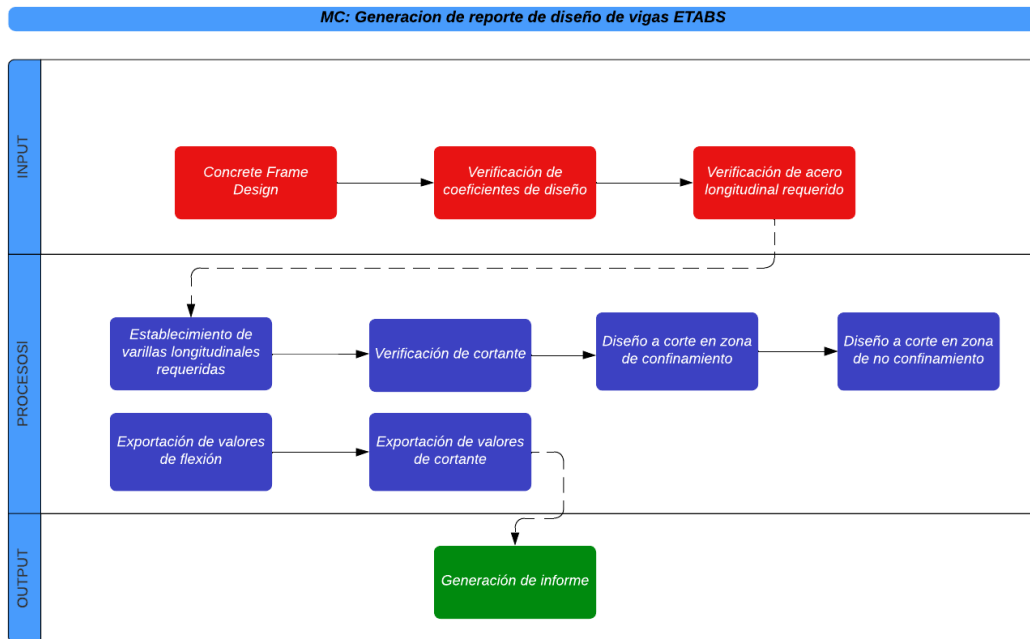 MC: Generacion de reporte de diseño de vigas ETABS
INPUT
Concrete Frame
Design
Verificación de
coeficientes de diseño
Verificación de acero
longitudinal requerido
PROCESOSI
Establecimiento de
varillas longitudinales
requeridas
Verificación de cortante
Diseño a corte en zona
de confinamiento
Diseño a corte en zona
de no confinamiento
Exportación de valores
de flexión
Exportación de valores
de cortante
OUTPUT
Generación de informe